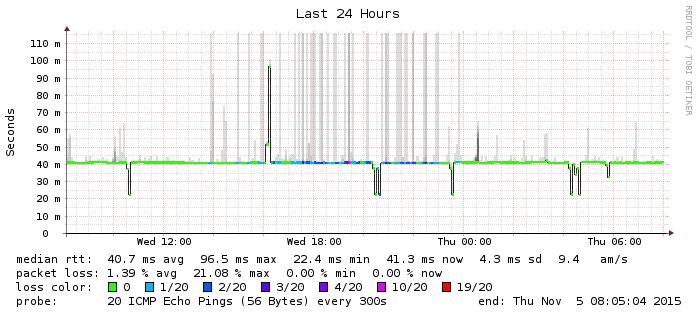 Last 24 Hours
RRDTOOL / TOBI OETIKER
Seconds
110 m
100 m
90 m
80 m
70 m
60 m
50 m
40 m
30 m
20 m
10 m
0
Wed 12:00 Wed 18:00 Thu 00:00 Thu 06:00
median rtt: 40.7 ms avg 96.5 ms max 22.4 ms min 41.3 ms now 4.3 ms sd 9.4 am/s
packet loss: 1.39 % avg 21.08 % max 0.00 % min 0.00 % now
loss color: 0 1/20 2/20 3/20 4/20 10/20 19/20
probe: 20 ICMP Echo Pings (56 Bytes) every 300s end: Thu Nov 5 08:05:04 2015